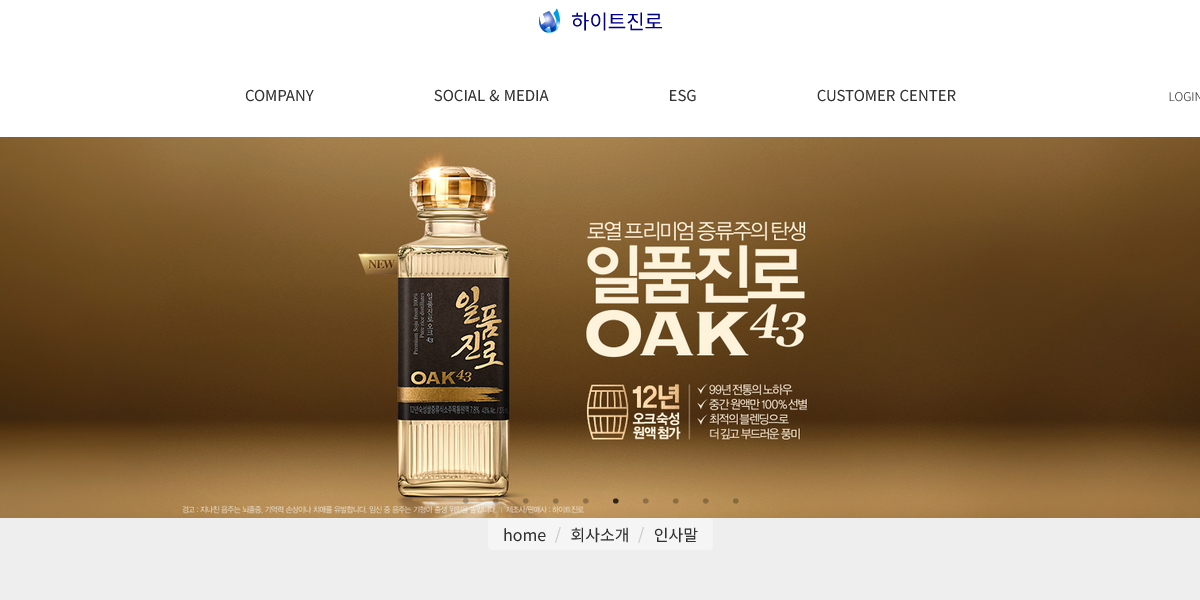 하이트진로
COMPANY
SOCIAL & MEDIA
ESG
CUSTOMER CENTER
LOGIN
로열 프리미엄 증류주의 탄생
일품진로
OAK43
NEW
일품
진로
OAK43
12년
오크숙성
원액 첨가
99년 전통의 노하우
중간 원액만 100% 선별
최적의 블렌딩으로
더 깊고 부드러운 풍미
경고 : 지나친 음주는 뇌졸중, 기억력 손상이나 치매를 유발합니다. 임신 중 음주는 기형아 출생 위험을 높입니다. | 제조사/판매사 : 하이트진로
home / 회사소개 / 인사말